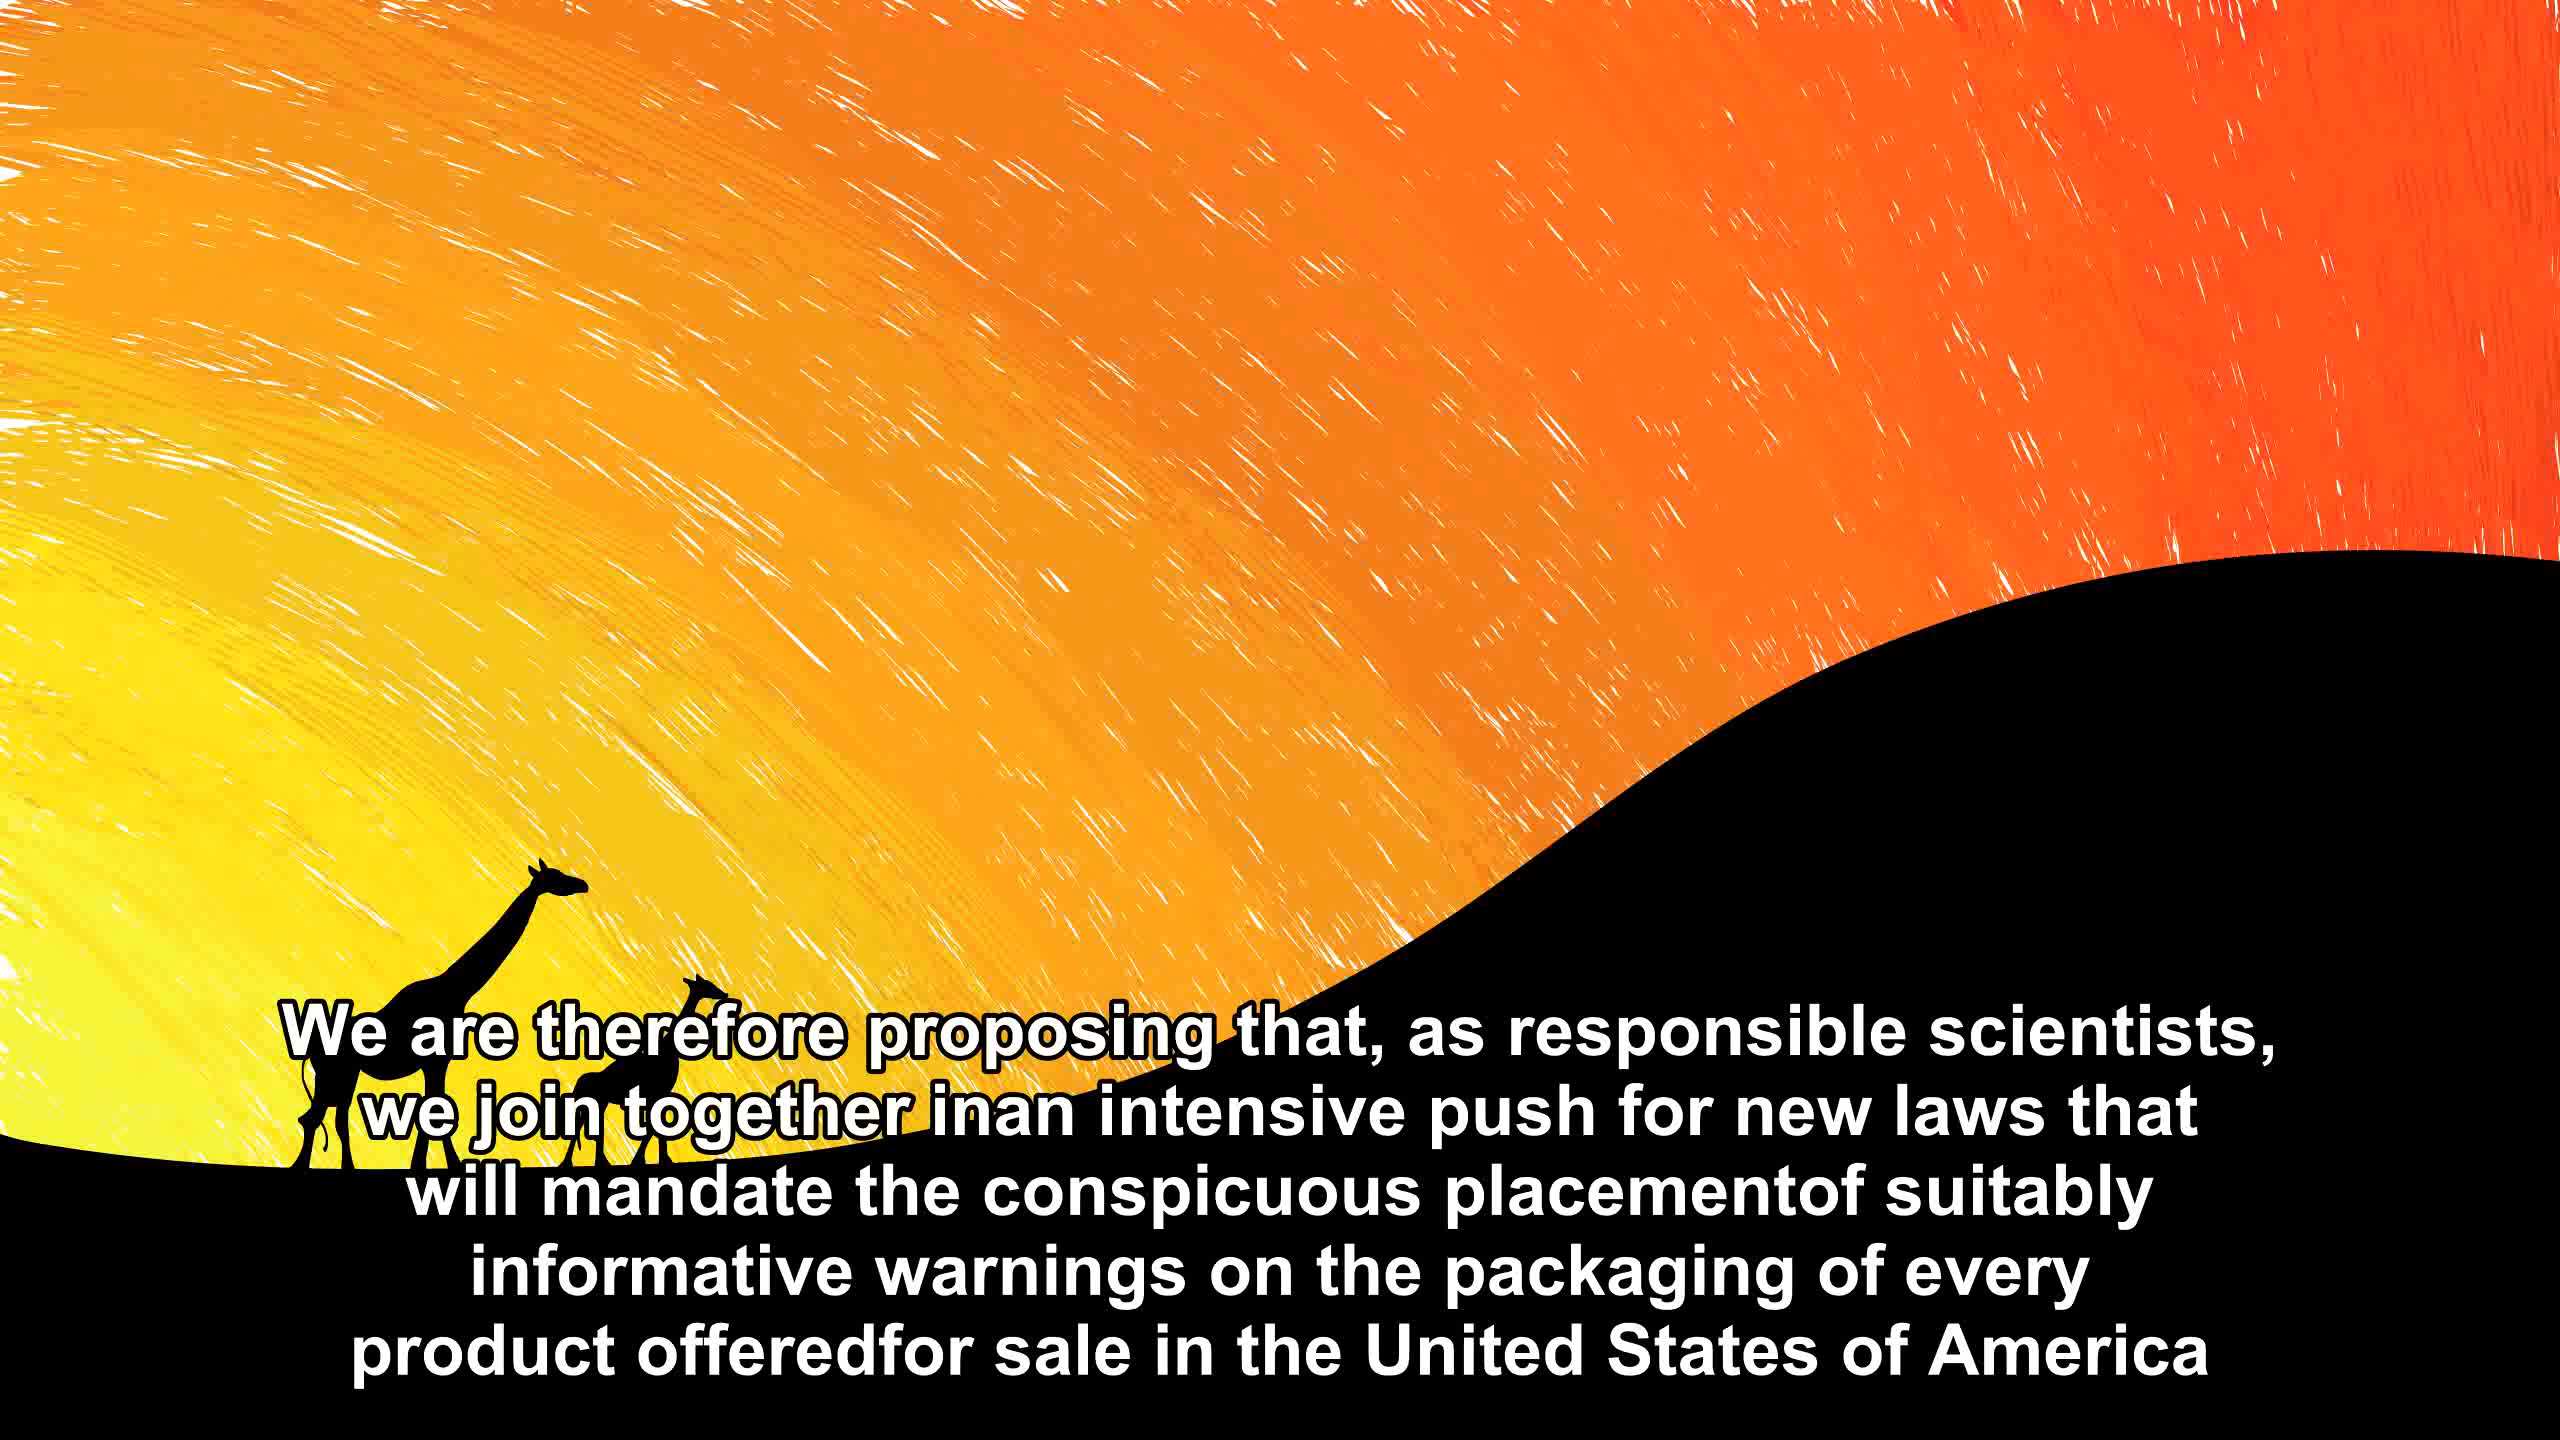 We are therefore proposing that, as responsible scientists,
we join together inan intensive push for new laws that
will mandate the conspicuous placementof suitably
informative warnings on the packaging of every
product offeredfor sale in the United States of America